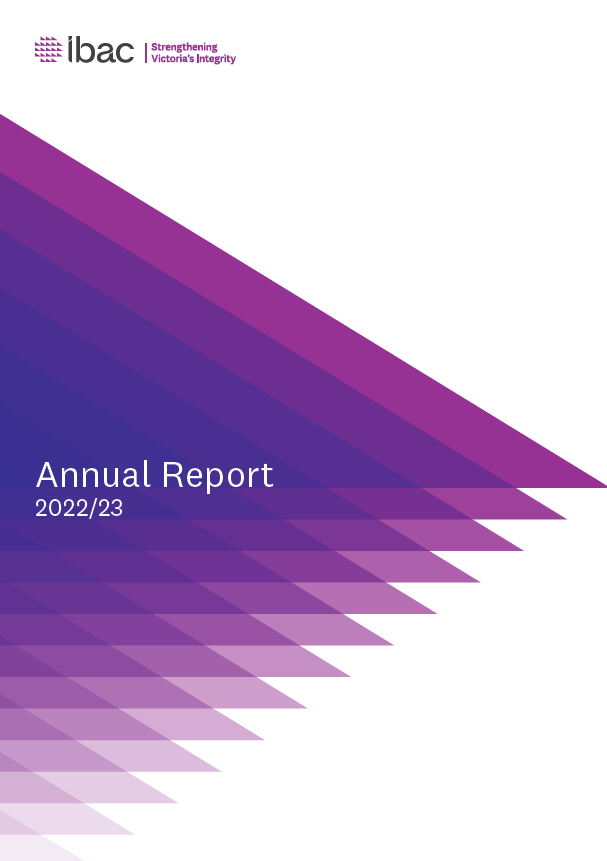 ibac
Strengthening
Victoria's Integrity
Annual Report
2022/23